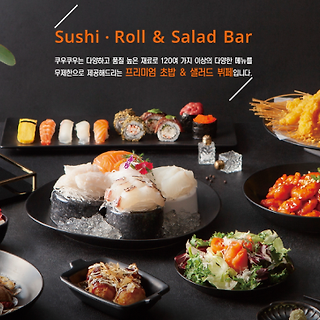 Sushi · Roll & Salad Bar
쿠우쿠우는 다양하고 품질 높은 재료로 120여 가지 이상의 다양한 메뉴를
무제한으로 제공해드리는 프리미엄 초밥 & 샐러드 뷔페입니다.